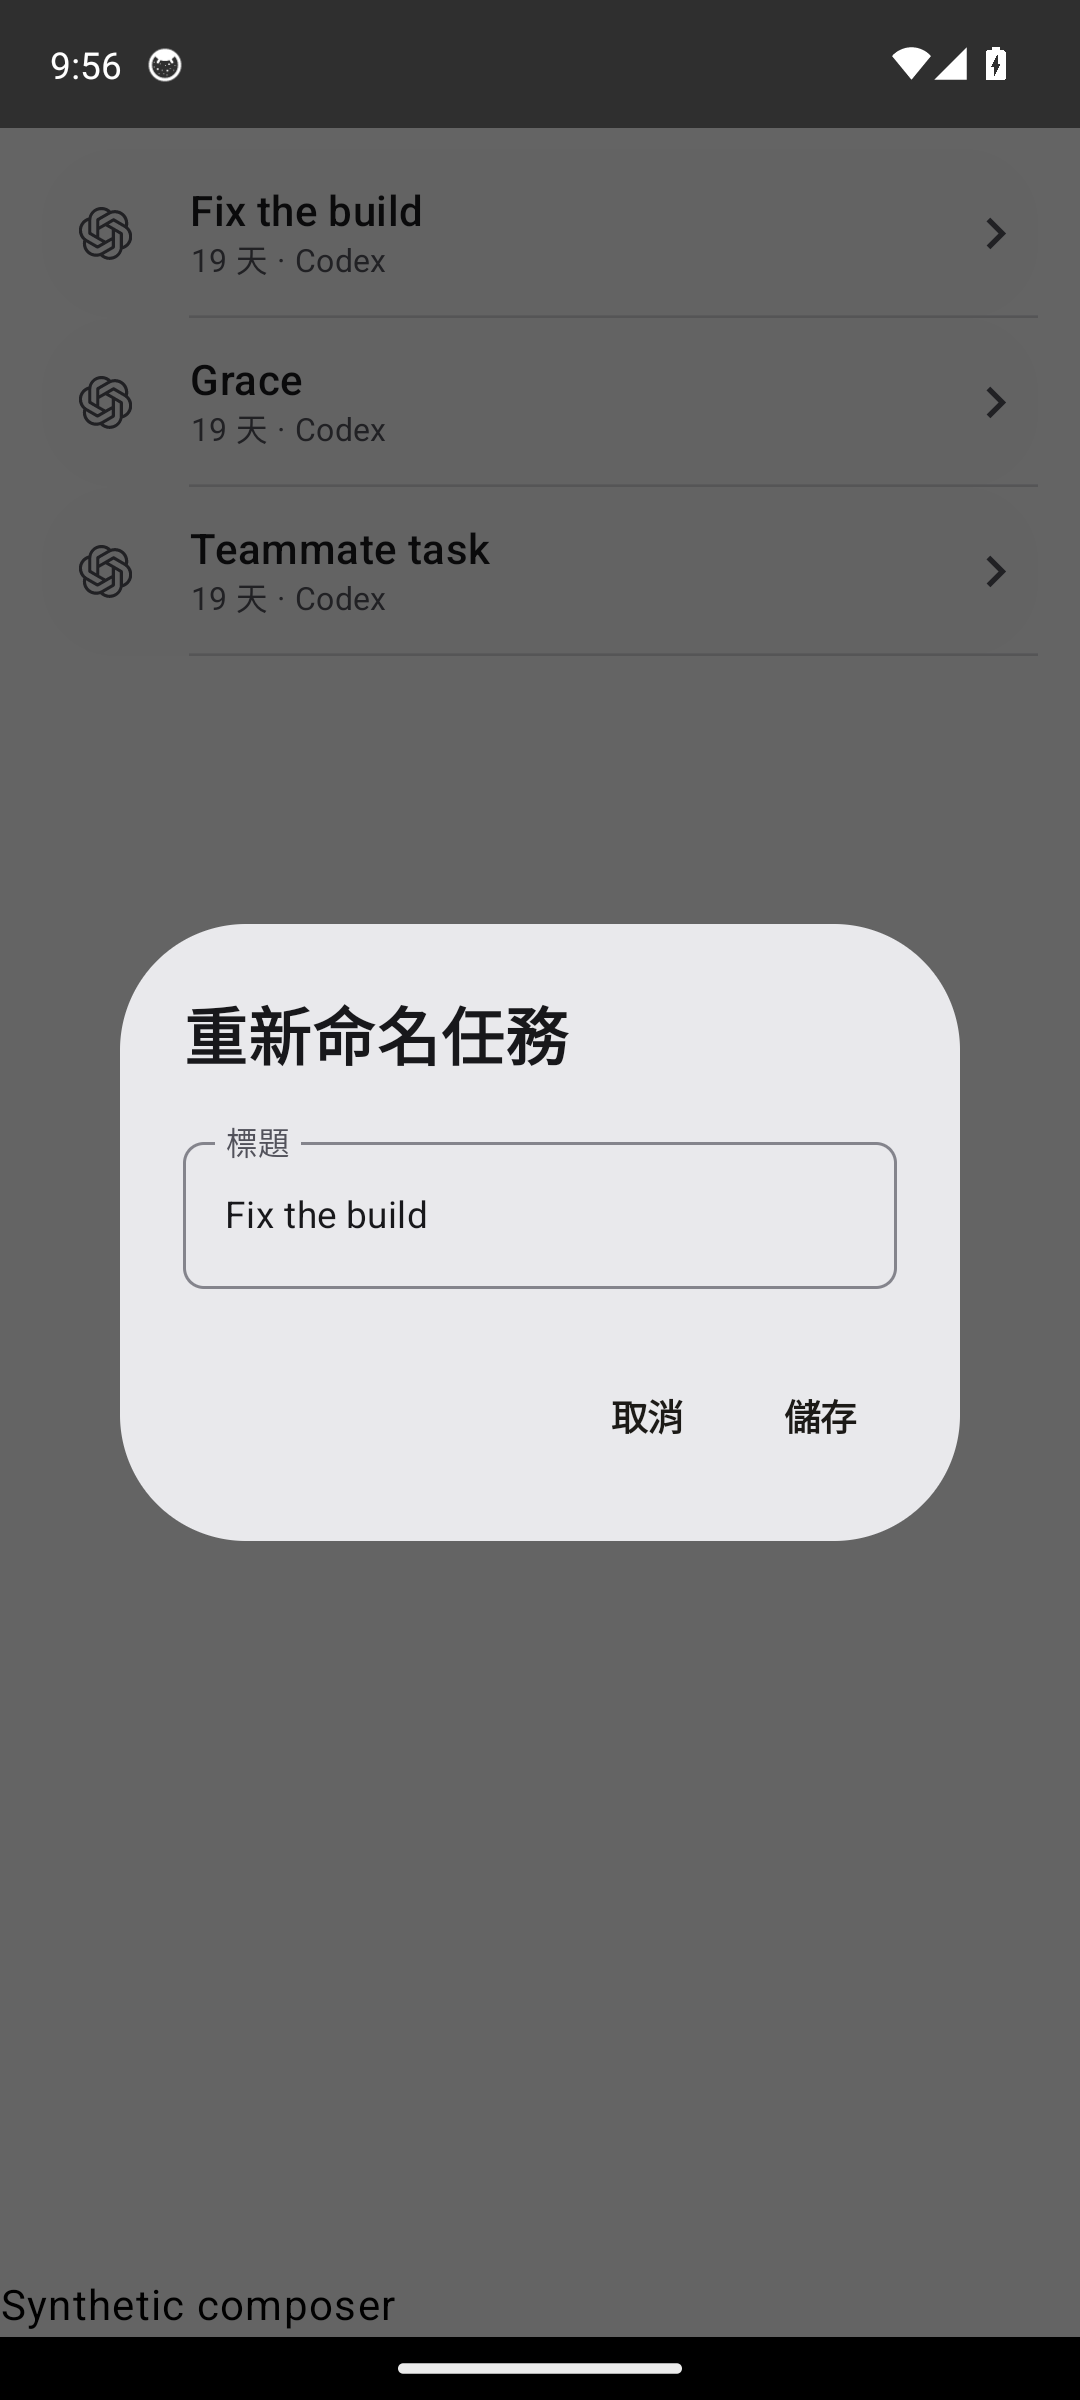 9:56
Fix the build
19 天 · Codex
Grace
19 天 · Codex
Teammate task
19 天 · Codex
重新命名任務
標題
Fix the build
取消
儲存
Synthetic composer